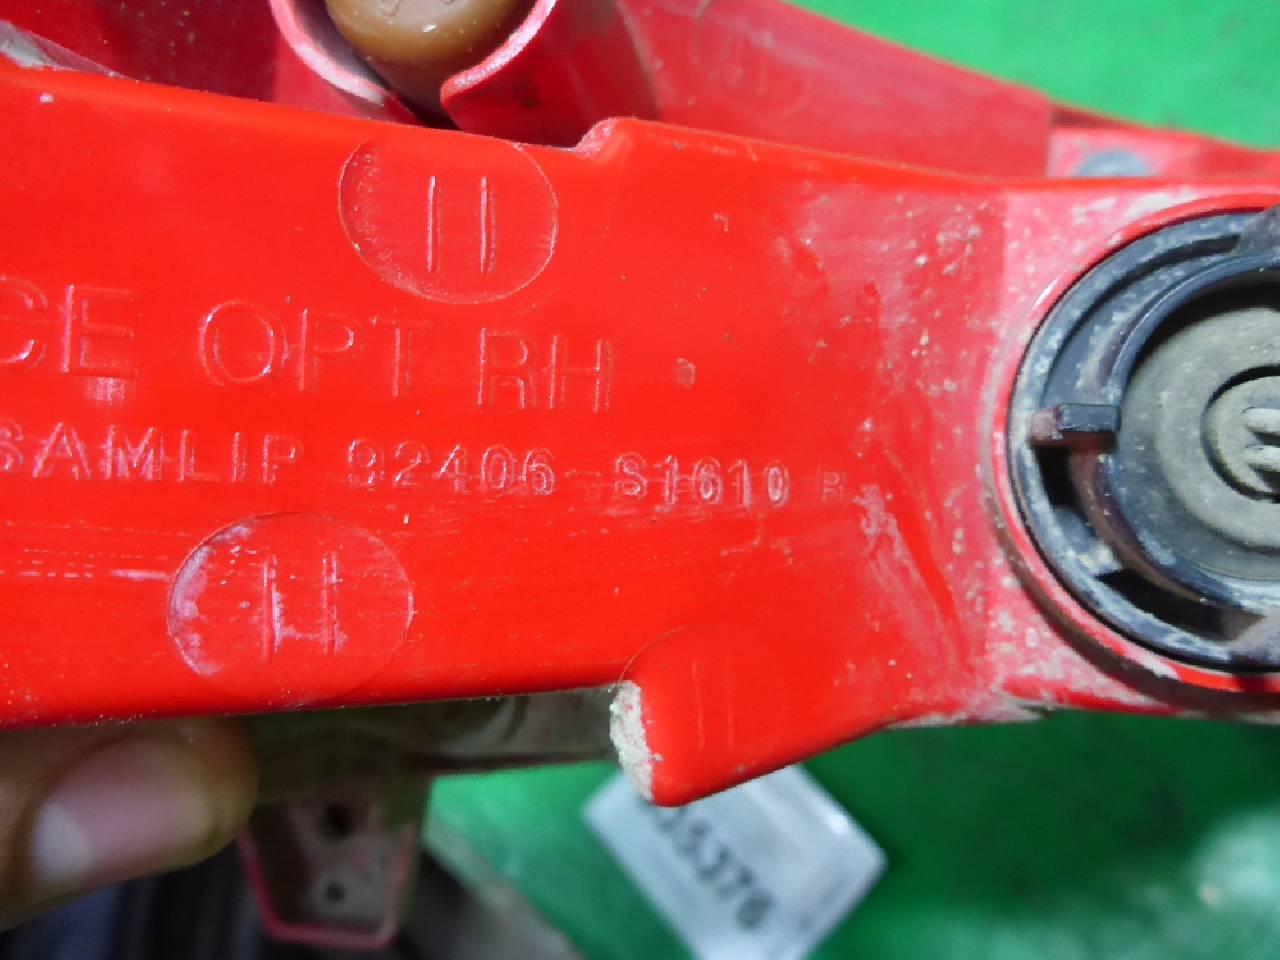 CE OPT RH
SAMLIP 92406-S1610 R